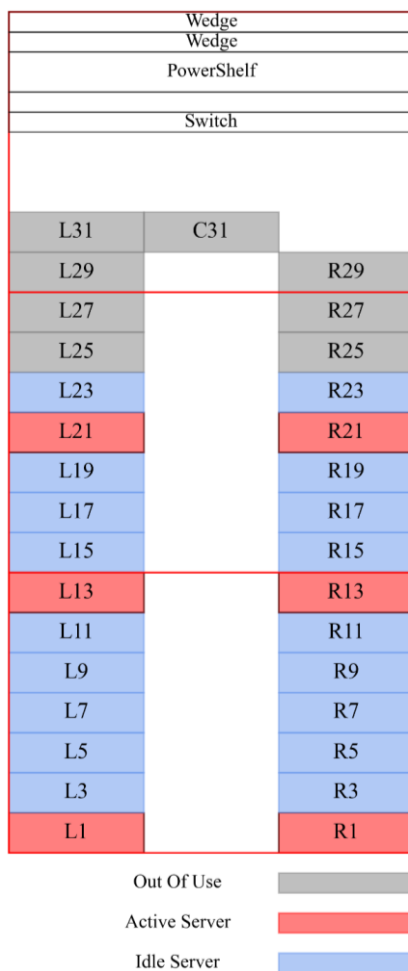 Wedge
Wedge
PowerShelf
Switch
L31 C31
L29 R29
L27 R27
L25 R25
L23 R23
L21 R21
L19 R19
L17 R17
L15 R15
L13 R13
L11 R11
L9 R9
L7 R7
L5 R5
L3 R3
L1 R1
Out Of Use
Active Server
Idle Server